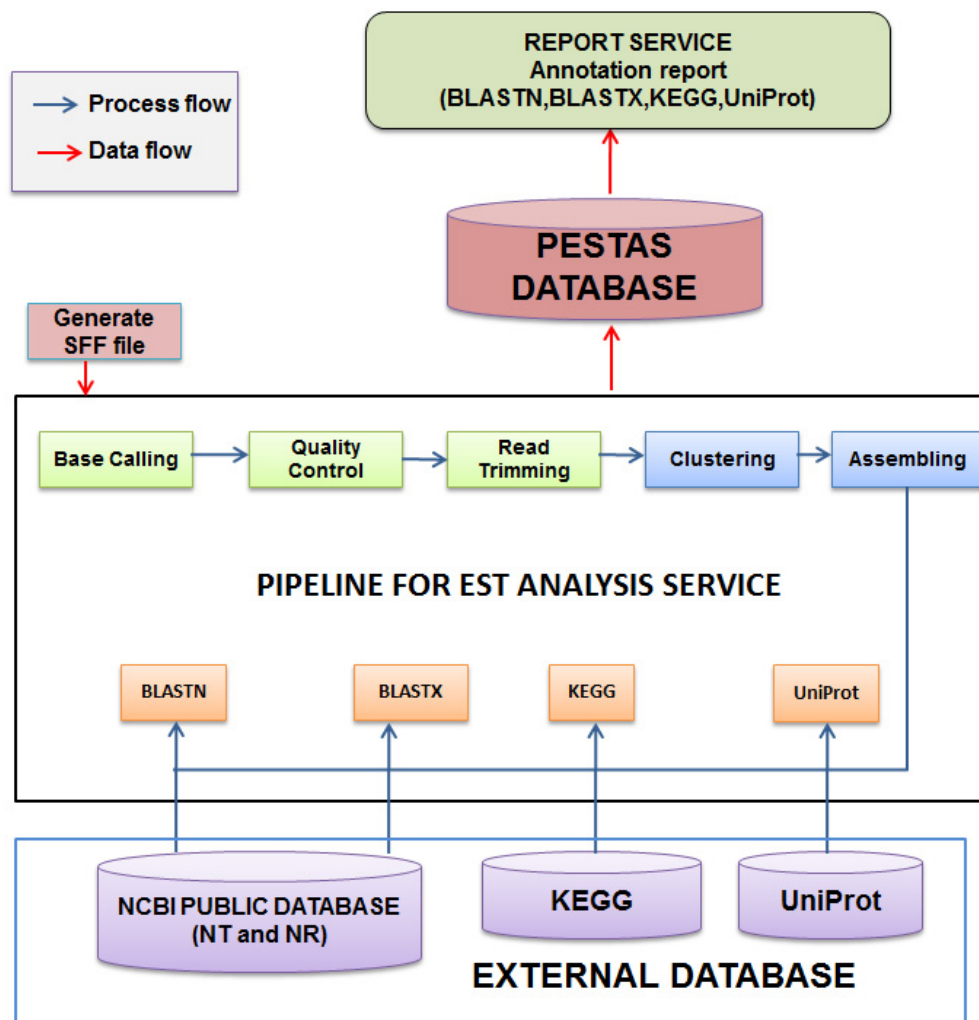 REPORT SERVICE
Annotation report
(BLASTN,BLASTX,KEGG,UniProt)
Process flow
Data flow
PESTAS
DATABASE
Generate
SFF file
Base Calling
Quality
Control
Read
Trimming
Clustering
Assembling
PIPELINE FOR EST ANALYSIS SERVICE
BLASTN
BLASTX
KEGG
UniProt
NCBI PUBLIC DATABASE
(NT and NR)
KEGG
UniProt
EXTERNAL DATABASE